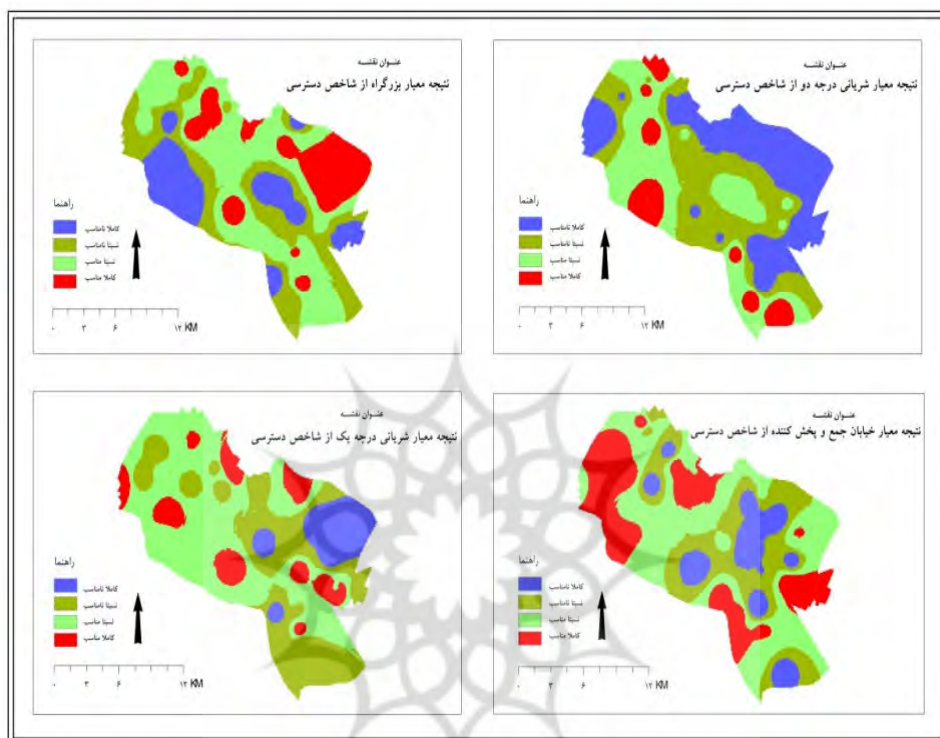 عنوان نقشه
نتیجه معیار شریانی درجه دو از شاخص دسترسی
راهنما
کاملا نامناسب
نسبتا نامناسب
نسبتا مناسب
کاملا مناسب
۰ ۳ ۶ ۱۲ KM
عنوان نقشه
نتیجه معیار بزرگراه از شاخص دسترسی
راهنما
کاملا نامناسب
نسبتا نامناسب
نسبتا مناسب
کاملا مناسب
۰ ۳ ۶ ۱۲ KM
عنوان نقشه
نتیجه معیار خیابان جمع و پخش کننده از شاخص دسترسی
راهنما
کاملا نامناسب
نسبتا نامناسب
نسبتا مناسب
کاملا مناسب
۰ ۳ ۶ ۱۲ KM
عنوان نقشه
نتیجه معیار شریانی درجه یک از شاخص دسترسی
راهنما
کاملا نامناسب
نسبتا نامناسب
نسبتا مناسب
کاملا مناسب
۰ ۳ ۶ ۱۲ KM